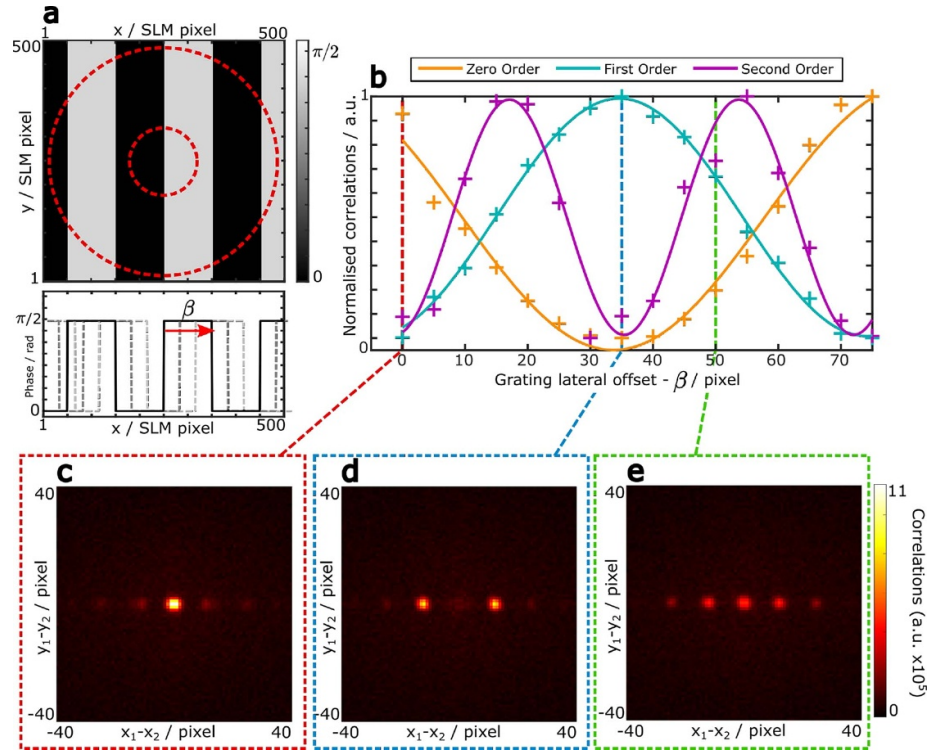 a
x / SLM pixel
1
500
500
y / SLM pixel
1
π/2
0
b
Zero Order
First Order
Second Order
Normalised correlations / a.u.
1
0
0 10 20 30 40 50 60 70
Grating lateral offset - β / pixel
β
π/2
Phase / rad
0
1
x / SLM pixel
500
c
40
y₁-y₂ / pixel
-40
-40
x₁-x₂ / pixel
40
d
40
y₁-y₂ / pixel
-40
-40
x₁-x₂ / pixel
40
e
40
y₁-y₂ / pixel
-40
-40
x₁-x₂ / pixel
40
11
Correlations
(a.u. x10⁵)
0